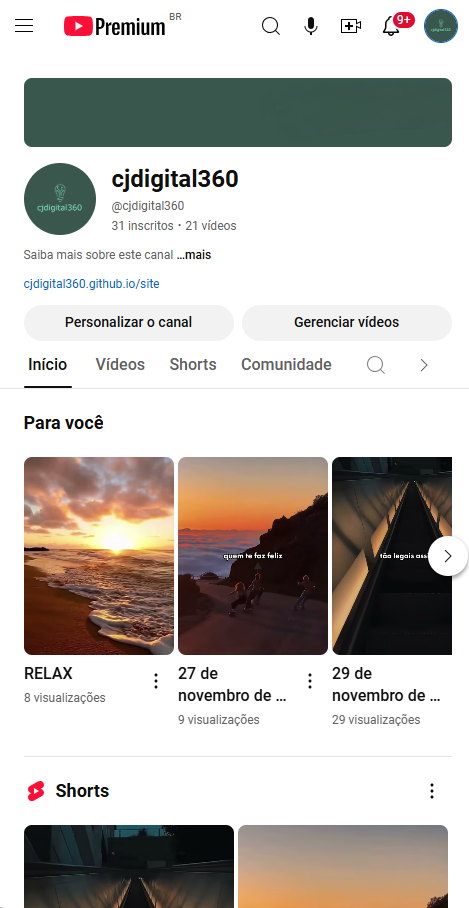 Premium BR
9+
cjdigital360
cjdigital360
@cjdigital360
31 inscritos • 21 vídeos
Saiba mais sobre este canal ...mais
cjdigital360.github.io/site
Personalizar o canal
Gerenciar vídeos
Início
Vídeos
Shorts
Comunidade
Para você
quem te faz feliz
tão legais ass
RELAX
8 visualizações
27 de
novembro de ...
9 visualizações
29 de
novembro de ...
29 visualizações
Shorts